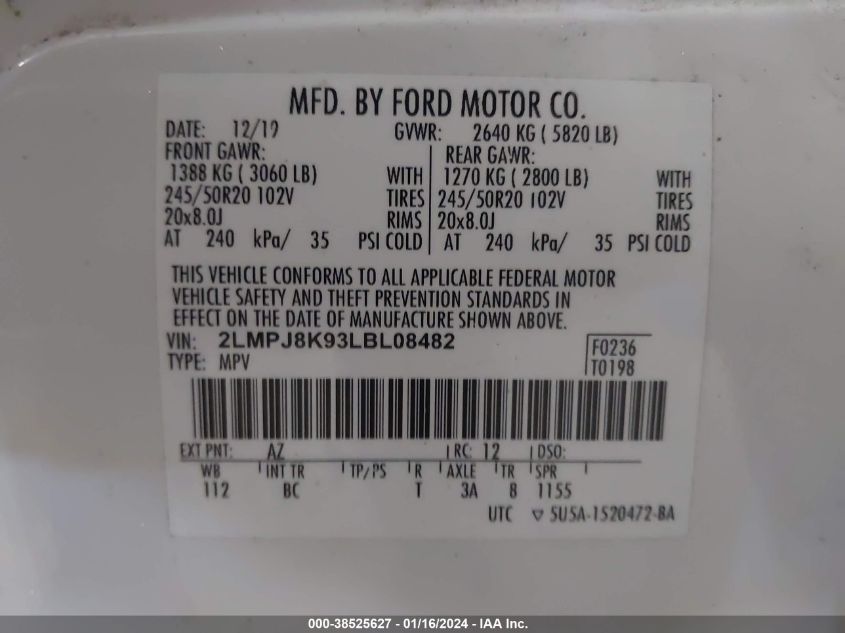 MFD. BY FORD MOTOR CO.
DATE: 12/19 GVWR: 2640 KG ( 5820 LB)
FRONT GAWR: REAR GAWR:
1388 KG ( 3060 LB) WITH 1270 KG ( 2800 LB) WITH
245/50R20 102V TIRES 245/50R20 102V TIRES
20x8.0J RIMS 20x8.0J RIMS
AT 240 kPa/ 35 PSI COLD AT 240 kPa/ 35 PSI COLD
THIS VEHICLE CONFORMS TO ALL APPLICABLE FEDERAL MOTOR
VEHICLE SAFETY AND THEFT PREVENTION STANDARDS IN
EFFECT ON THE DATE OF MANUFACTURE SHOWN ABOVE.
VIN: 2LMPJ8K93LBL08482 F0236
TYPE: MPV T0198
EXT PNT: AZ RC: 12 DSO:
WB INT TR TP/PS R AXLE TR SPR
112 BC T 3A 8 1155
UTC ▽ 5USA-1520472-BA
000-38525627 - 01/16/2024 - IAA Inc.